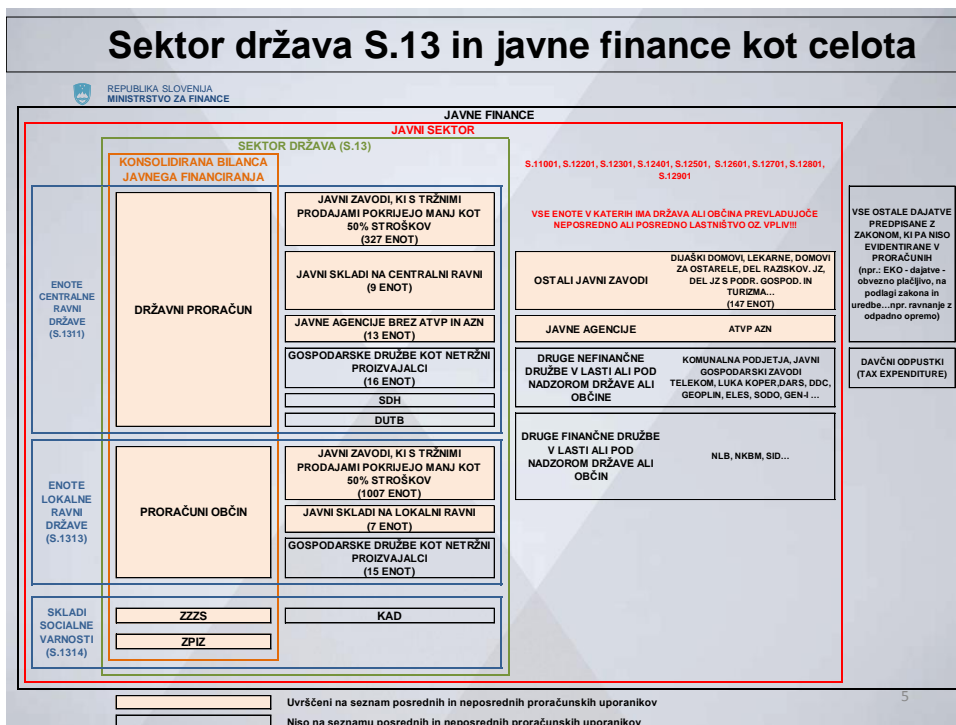 Sektor država S.13 in javne finance kot celota
REPUBLIKA SLOVENIJA
MINISTRSTVO ZA FINANCE
JAVNE FINANCE
JAVNI SEKTOR
SEKTOR DRŽAVA (S.13)
KONSOLIDIRANA BILANCA
JAVNEGA FINANCIRANJA
S.11001, S.12201, S.12301, S.12401, S.12501, S.12601, S.12701, S.12801,
S.12901
VSE ENOTE V KATERIH IMA DRŽAVA ALI OBČINA PREVLADUJOČE
NEPOSREDNO ALI POSREDNO LASTNIŠTVO OZ. VPLIV!!!
ENOTE
CENTRALNE
RAVNI
DRŽAVE
(S.1311)
DRŽAVNI PRORAČUN
JAVNI ZAVODI, KI S TRŽNIMI
PRODAJAMI POKRIJEJO MANJ KOT
50% STROŠKOV
(327 ENOT)
JAVNI SKLADI NA CENTRALNI RAVNI
(9 ENOT)
JAVNE AGENCIJE BREZ ATVP IN AZN
(13 ENOT)
GOSPODARSKE DRUŽBE KOT NETRŽNI
PROIZVAJALCI
(16 ENOT)
SDH
DUTB
OSTALI JAVNI ZAVODI
DIJAŠKI DOMOVI, LEKARNE, DOMOVI
ZA OSTARELE, DEL RAZISKOV. JZ,
DEL JZ S PODR. GOSPOD. IN
TURIZMA…
(147 ENOT)
JAVNE AGENCIJE
ATVP AZN
DRUGE NEFINANČNE
DRUŽBE V LASTI ALI POD
NADZOROM DRŽAVE ALI
OBČINE
KOMUNALNA PODJETJA, JAVNI
GOSPODARSKI ZAVODI
TELEKOM, LUKA KOPER,DARS, DDC,
GEOPLIN, ELES, SODO, GEN-I …
DRUGE FINANČNE DRUŽBE
V LASTI ALI POD
NADZOROM DRŽAVE ALI
OBČIN
NLB, NKBM, SID…
VSE OSTALE DAJATVE
PREDPISANE Z
ZAKONOM, KI PA NISO
EVIDENTIRANE V
PRORAČUNIH
(npr.: EKO - dajatve -
obvezno plačljivo, na
podlagi zakona in
uredbe…npr. ravnanje z
odpadno opremo)
DAVČNI ODPUSTKI
(TAX EXPENDITURE)
ENOTE
LOKALNE
RAVNI
DRŽAVE
(S.1313)
PRORAČUNI OBČIN
JAVNI ZAVODI, KI S TRŽNIMI
PRODAJAMI POKRIJEJO MANJ KOT
50% STROŠKOV
(1007 ENOT)
JAVNI SKLADI NA LOKALNI RAVNI
(7 ENOT)
GOSPODARSKE DRUŽBE KOT NETRŽNI
PROIZVAJALCI
(15 ENOT)
SKLADI
SOCIALNE
VARNOSTI
(S.1314)
ZZZS
ZPIZ
KAD
Uvrščeni na seznam posrednih in neposrednih proračunskih uporanikov
Niso na seznamu posrednih in neposrednih proračunskih uporanikov
5